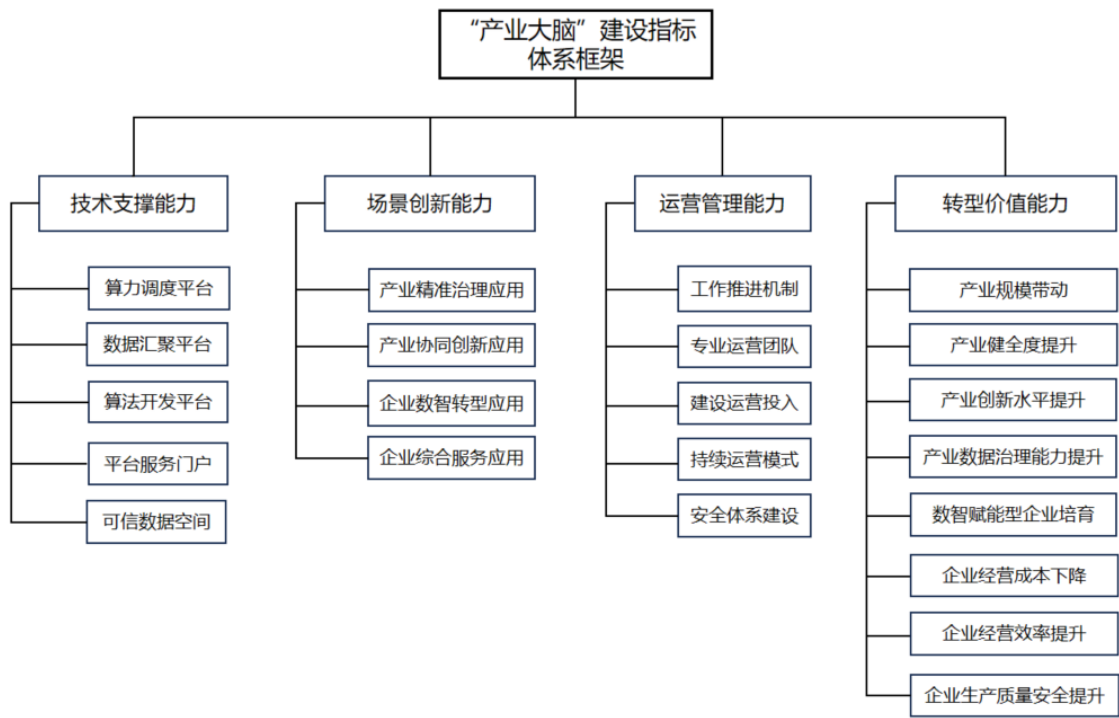 “产业大脑”建设指标
体系框架
技术支撑能力
算力调度平台
数据汇聚平台
算法开发平台
平台服务门户
可信数据空间
场景创新能力
产业精准治理应用
产业协同创新应用
企业数智转型应用
企业综合服务应用
运营管理能力
工作推进机制
专业运营团队
建设运营投入
持续运营模式
安全体系建设
转型价值能力
产业规模带动
产业健全度提升
产业创新水平提升
产业数据治理能力提升
数智赋能型企业培育
企业经营成本下降
企业经营效率提升
企业生产质量安全提升